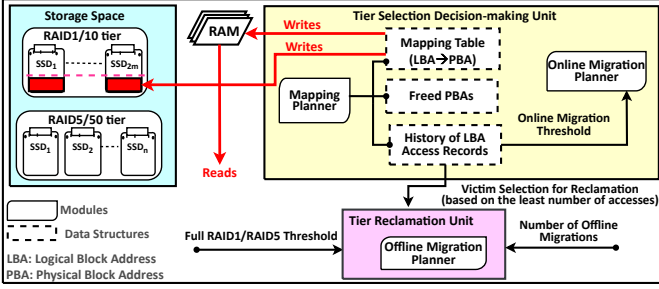 Storage Space
RAID1/10 tier
SSD1
SSD2m
RAID5/50 tier
SSD1
SSD2
SSDn
RAM
Writes
Writes
Reads
Tier Selection Decision-making Unit
Mapping Table
(LBA→PBA)
Mapping
Planner
Freed PBAs
History of LBA
Access Records
Online Migration
Planner
Online Migration
Threshold
Victim Selection for Reclamation
(based on the least number of accesses)
Modules
Data Structures
LBA: Logical Block Address
PBA: Physical Block Address
Full RAID1/RAID5 Threshold
Tier Reclamation Unit
Offline Migration
Planner
Number of Offline
Migrations